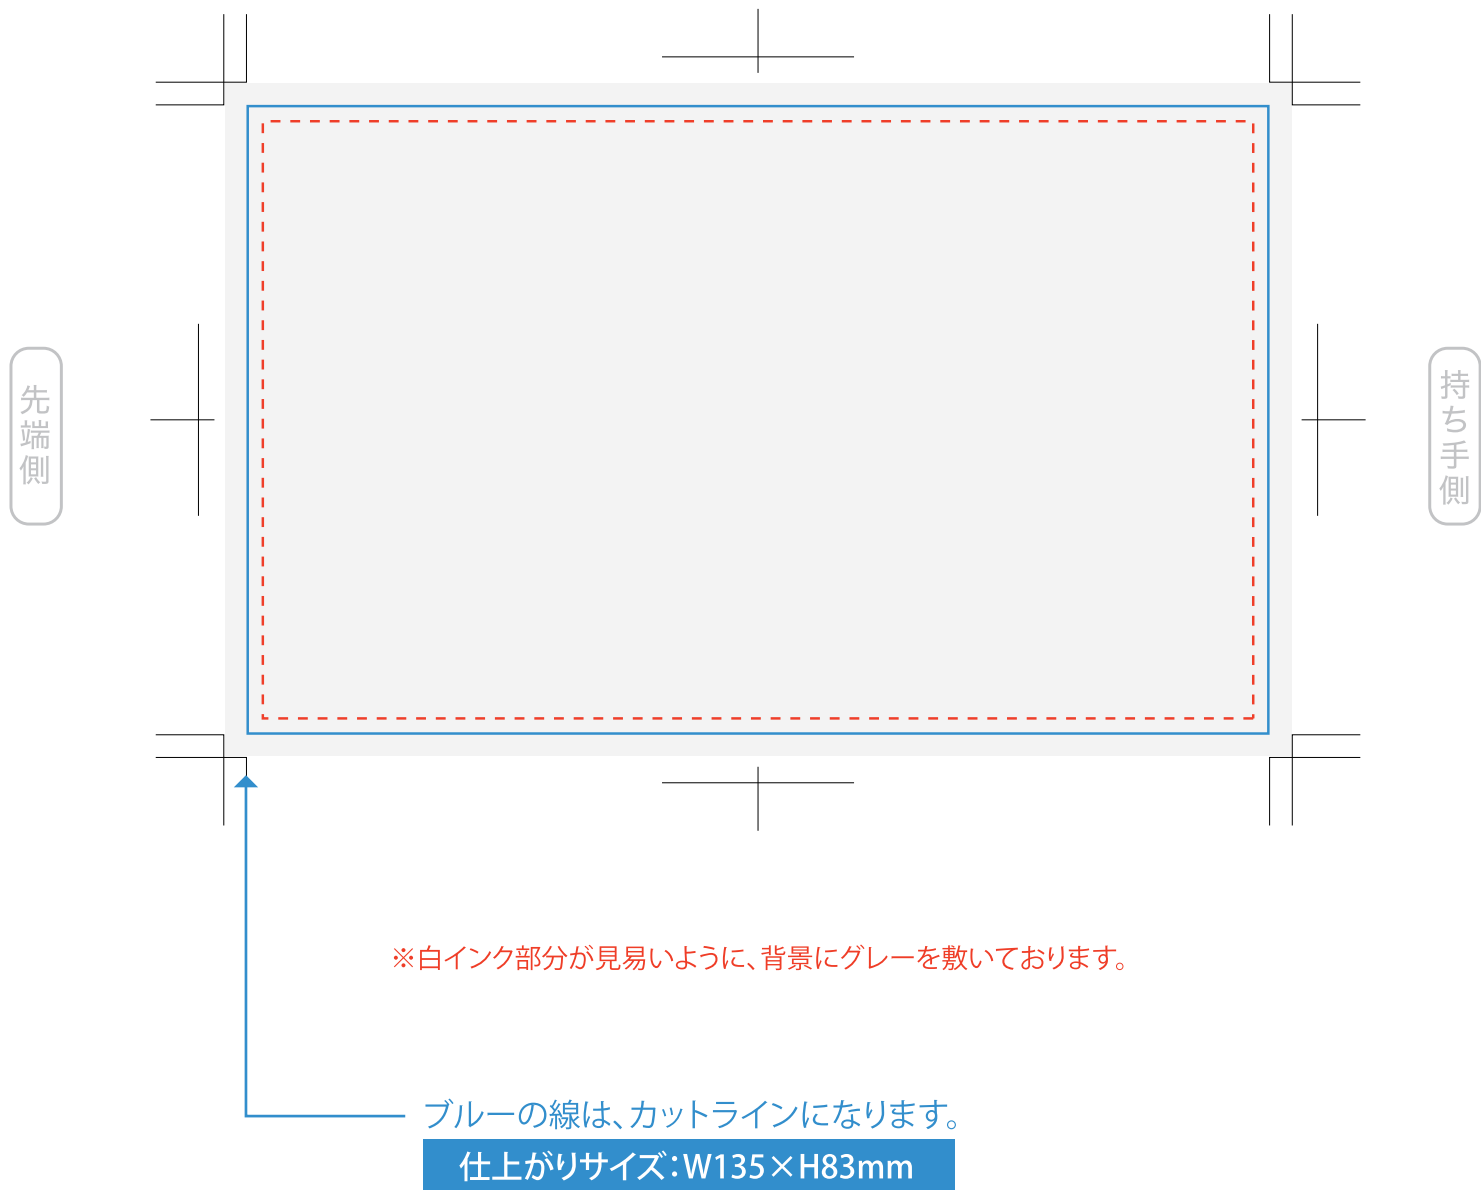 先端側
持ち手側
※白インク部分が見易いように、背景にグレーを敷いております。
ブルーの線は、カットラインになります。
仕上がりサイズ：W135×H83mm